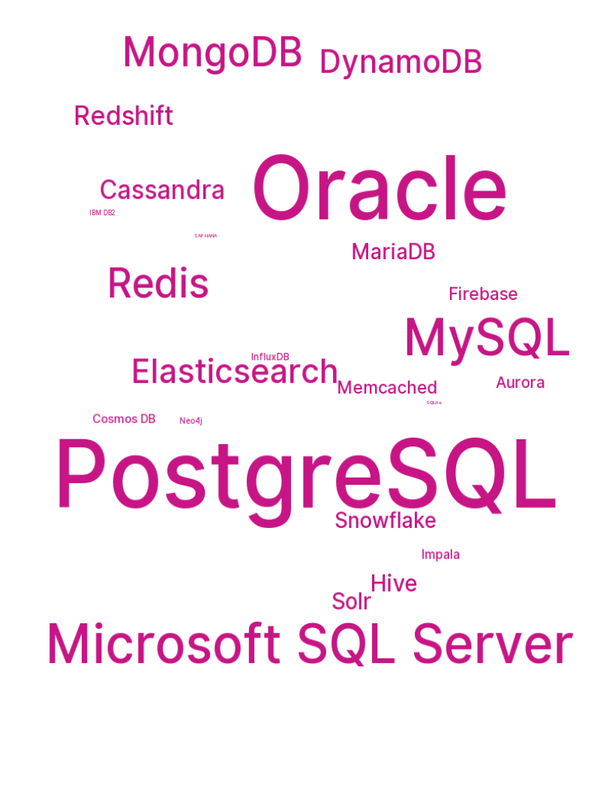 MongoDB
DynamoDB
Redshift
Oracle
Cassandra
IBM DB2
SAP HANA
MariaDB
Redis
Firebase
MySQL
InfluxDB
Elasticsearch
Aurora
Memcached
SQLite
Cosmos DB
Neo4j
PostgreSQL
Snowflake
Impala
Hive
Solr
Microsoft SQL Server